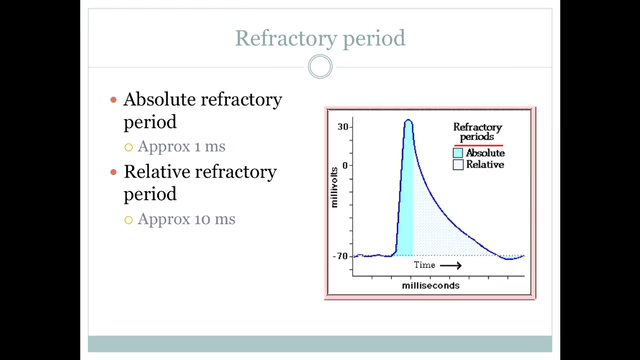 Refractory period
Absolute refractory
period
Approx 1 ms
Relative refractory
period
Approx 10 ms
Refractory
periods
Absolute
Relative
30
0
-70
millivolts
Time
milliseconds